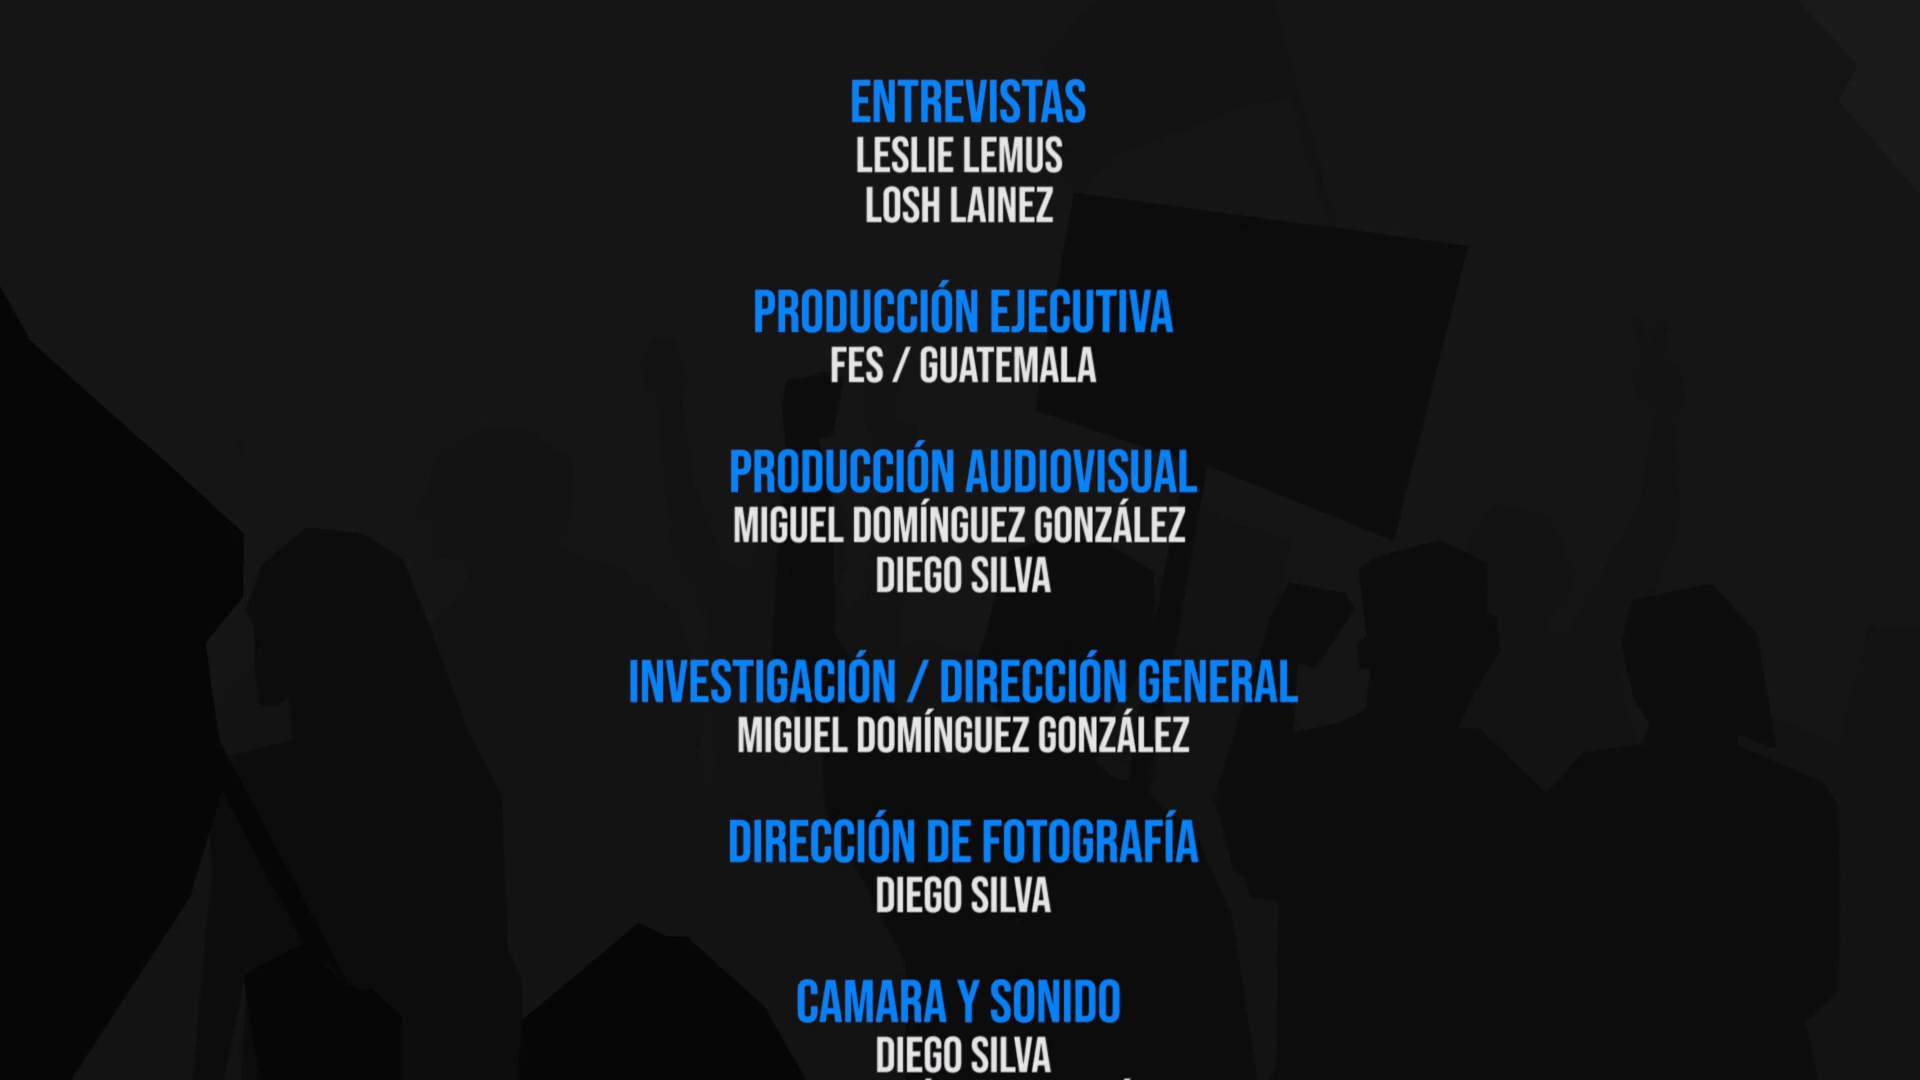 ENTREVISTAS
LESLIE LEMUS
LOSH LAINEZ
PRODUCCIÓN EJECUTIVA
FES / GUATEMALA
PRODUCCIÓN AUDIOVISUAL
MIGUEL DOMÍNGUEZ GONZÁLEZ
DIEGO SILVA
INVESTIGACIÓN / DIRECCIÓN GENERAL
MIGUEL DOMÍNGUEZ GONZÁLEZ
DIRECCIÓN DE FOTOGRAFÍA
DIEGO SILVA
CAMARA Y SONIDO
DIEGO SILVA